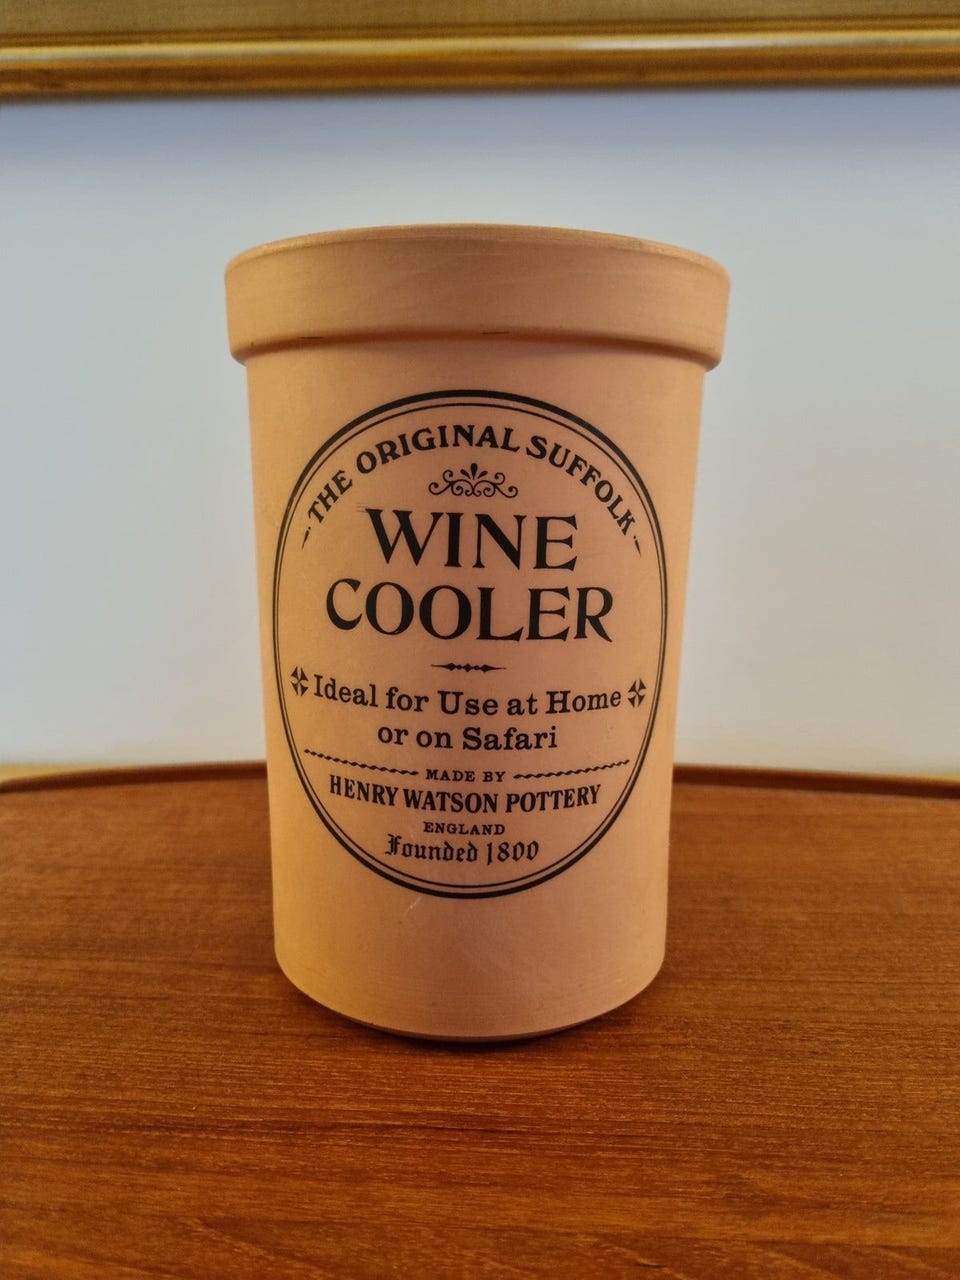 THE ORIGINAL SUFFOLK
WINE
COOLER
Ideal for Use at Home
or on Safari
MADE BY
HENRY WATSON POTTERY
ENGLAND
Founded 1800